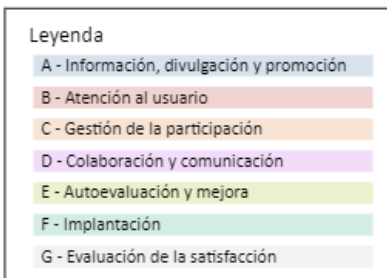 Leyenda
A - Información, divulgación y promoción
B - Atención al usuario
C - Gestión de la participación
D - Colaboración y comunicación
E - Autoevaluación y mejora
F - Implantación
G - Evaluación de la satisfacción